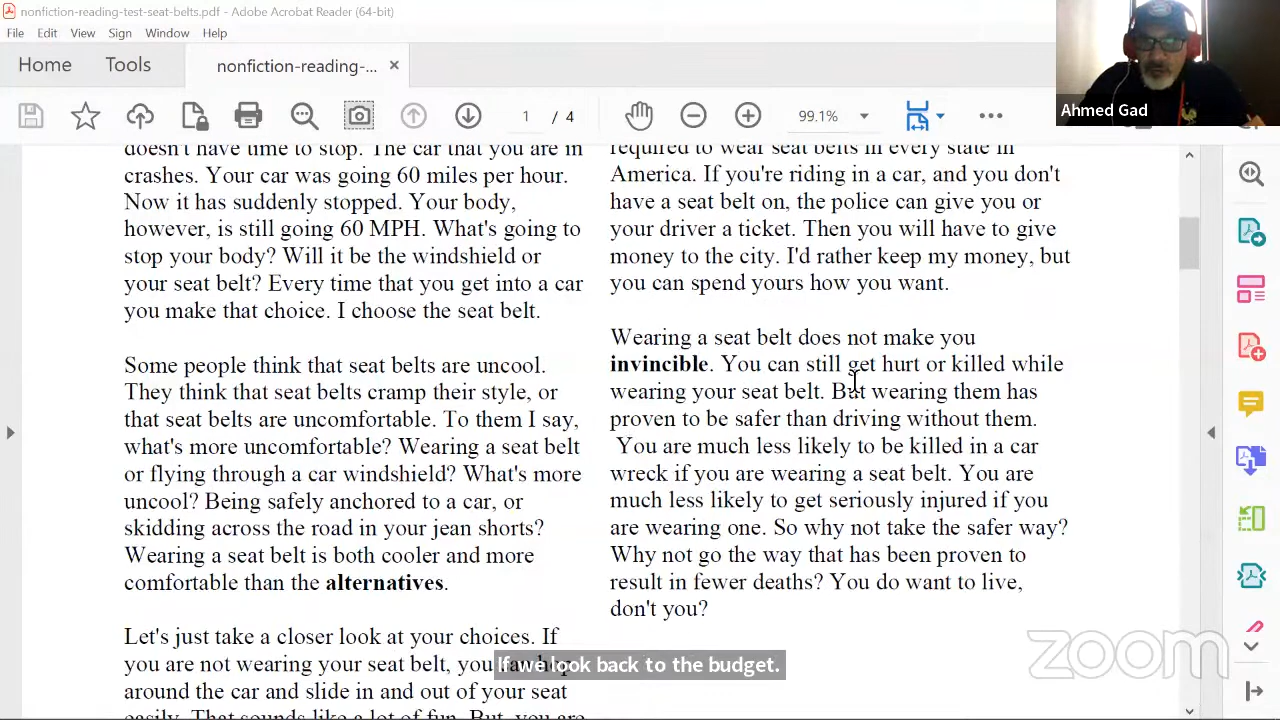 nonfiction-reading-test-seat-belts.pdf - Adobe Acrobat Reader (64-bit)
File Edit View Sign Window Help
Home Tools nonfiction-reading-... ×
1 / 4 99.1%
Ahmed Gad
doesn't have time to stop. The car that you are in
crashes. Your car was going 60 miles per hour.
Now it has suddenly stopped. Your body,
however, is still going 60 MPH. What's going to
stop your body? Will it be the windshield or
your seat belt? Every time that you get into a car
you make that choice. I choose the seat belt.
Some people think that seat belts are uncool.
They think that seat belts cramp their style, or
that seat belts are uncomfortable. To them I say,
what's more uncomfortable? Wearing a seat belt
or flying through a car windshield? What's more
uncool? Being safely anchored to a car, or
skidding across the road in your jean shorts?
Wearing a seat belt is both cooler and more
comfortable than the alternatives.
Let's just take a closer look at your choices. If
you are not wearing your seat belt, you
around the car and slide in and out of your seat
easily. That sounds like a lot of fun. But, you are
required to wear seat belts in every state in
America. If you're riding in a car, and you don't
have a seat belt on, the police can give you or
your driver a ticket. Then you will have to give
money to the city. I'd rather keep my money, but
you can spend yours how you want.
Wearing a seat belt does not make you
invincible. You can still get hurt or killed while
wearing your seat belt. But wearing them has
proven to be safer than driving without them.
You are much less likely to be killed in a car
wreck if you are wearing a seat belt. You are
much less likely to get seriously injured if you
are wearing one. So why not take the safer way?
Why not go the way that has been proven to
result in fewer deaths? You do want to live,
don't you?
If we look back to the budget.
zoom